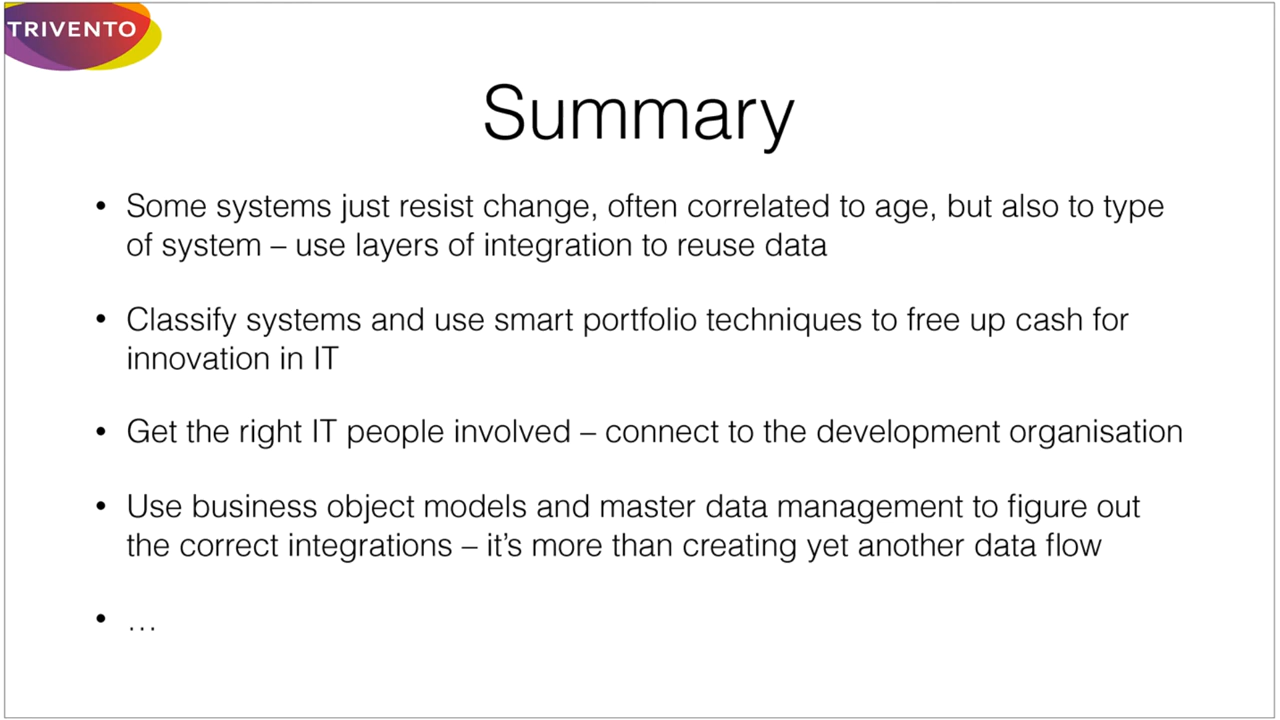 TRIVENTO
Summary
• Some systems just resist change, often correlated to age, but also to type
of system – use layers of integration to reuse data
• Classify systems and use smart portfolio techniques to free up cash for
innovation in IT
• Get the right IT people involved – connect to the development organisation
• Use business object models and master data management to figure out
the correct integrations – it’s more than creating yet another data flow
• …